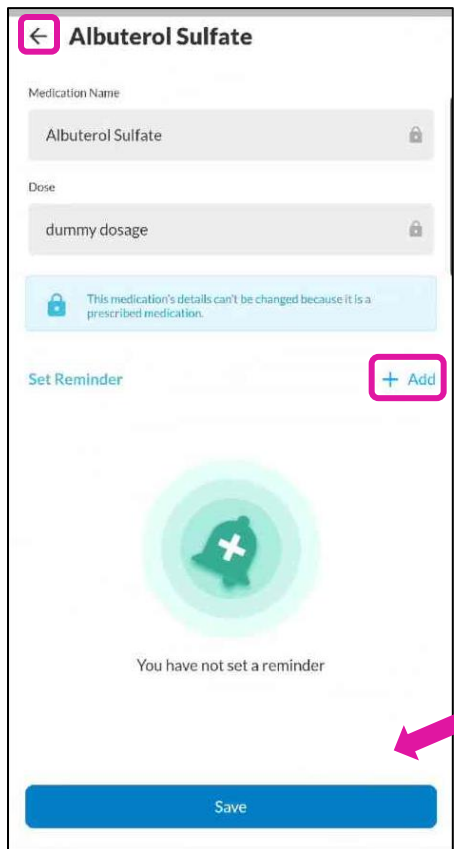 Albuterol Sulfate
Medication Name
Albuterol Sulfate
Dose
dummy dosage
This medication's details can't be changed because it is a
prescribed medication.
Set Reminder
+ Add
You have not set a reminder
Save